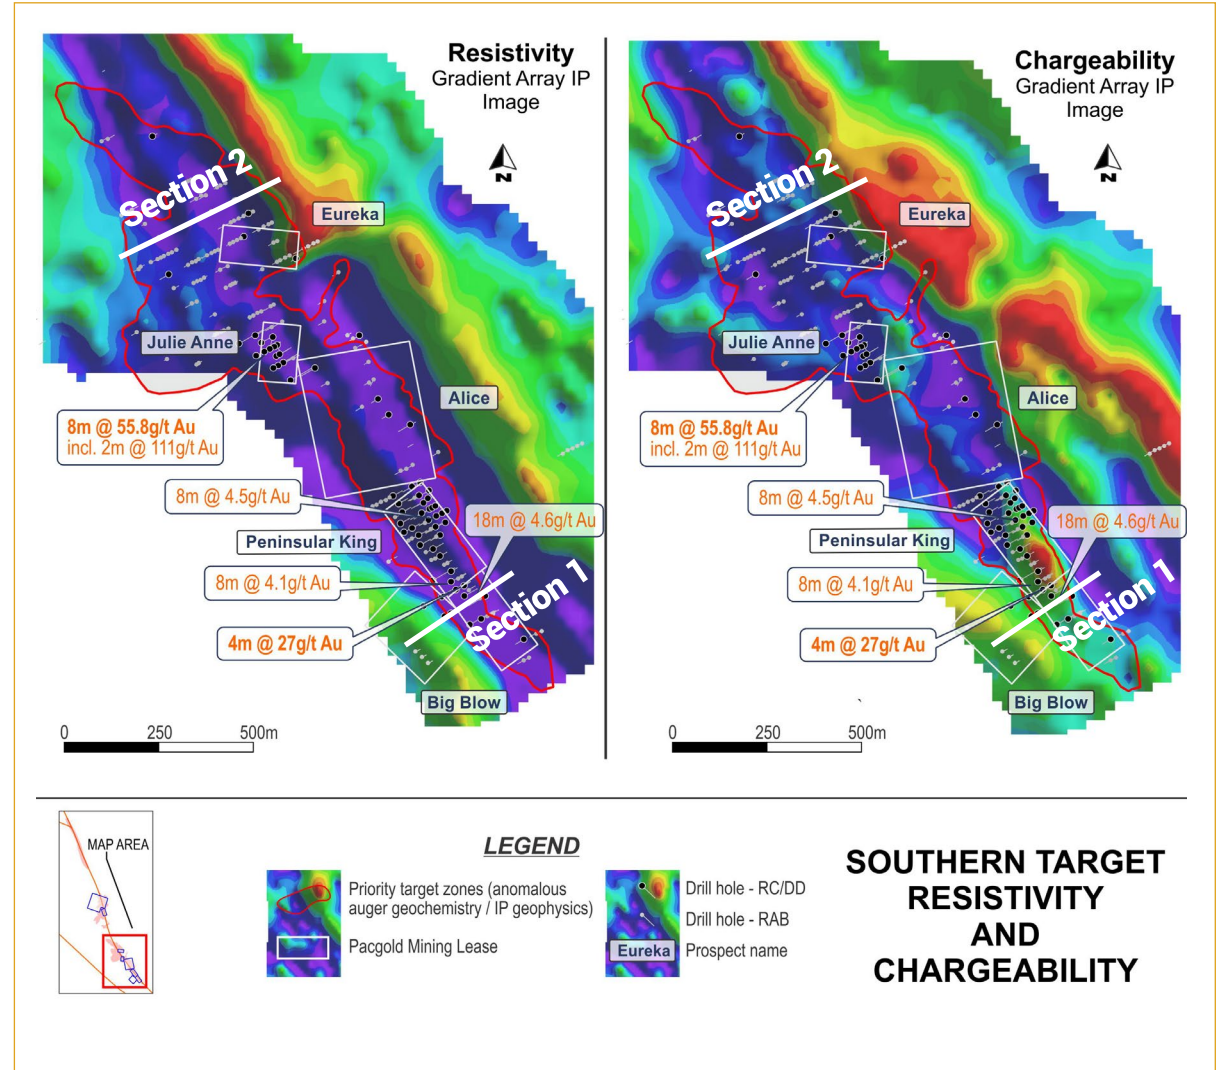 Resistivity
Gradient Array IP
Image
N
Section 2
Eureka
Julie Anne
Alice
8m @ 55.8g/t Au
incl. 2m @ 111g/t Au
8m @ 4.5g/t Au
18m @ 4.6g/t Au
Peninsular King
8m @ 4.1g/t Au
Section 1
4m @ 27g/t Au
Big Blow
0 250 500m
Chargeability
Gradient Array IP
Image
N
Section 2
Eureka
Julie Anne
Alice
8m @ 55.8g/t Au
incl. 2m @ 111g/t Au
8m @ 4.5g/t Au
18m @ 4.6g/t Au
Peninsular King
8m @ 4.1g/t Au
Section 1
4m @ 27g/t Au
Big Blow
0 250 500m
MAP AREA
LEGEND
Priority target zones (anomalous
auger geochemistry / IP geophysics)
Pacgold Mining Lease
Drill hole - RC/DD
Drill hole - RAB
Eureka Prospect name
SOUTHERN TARGET
RESISTIVITY
AND
CHARGEABILITY